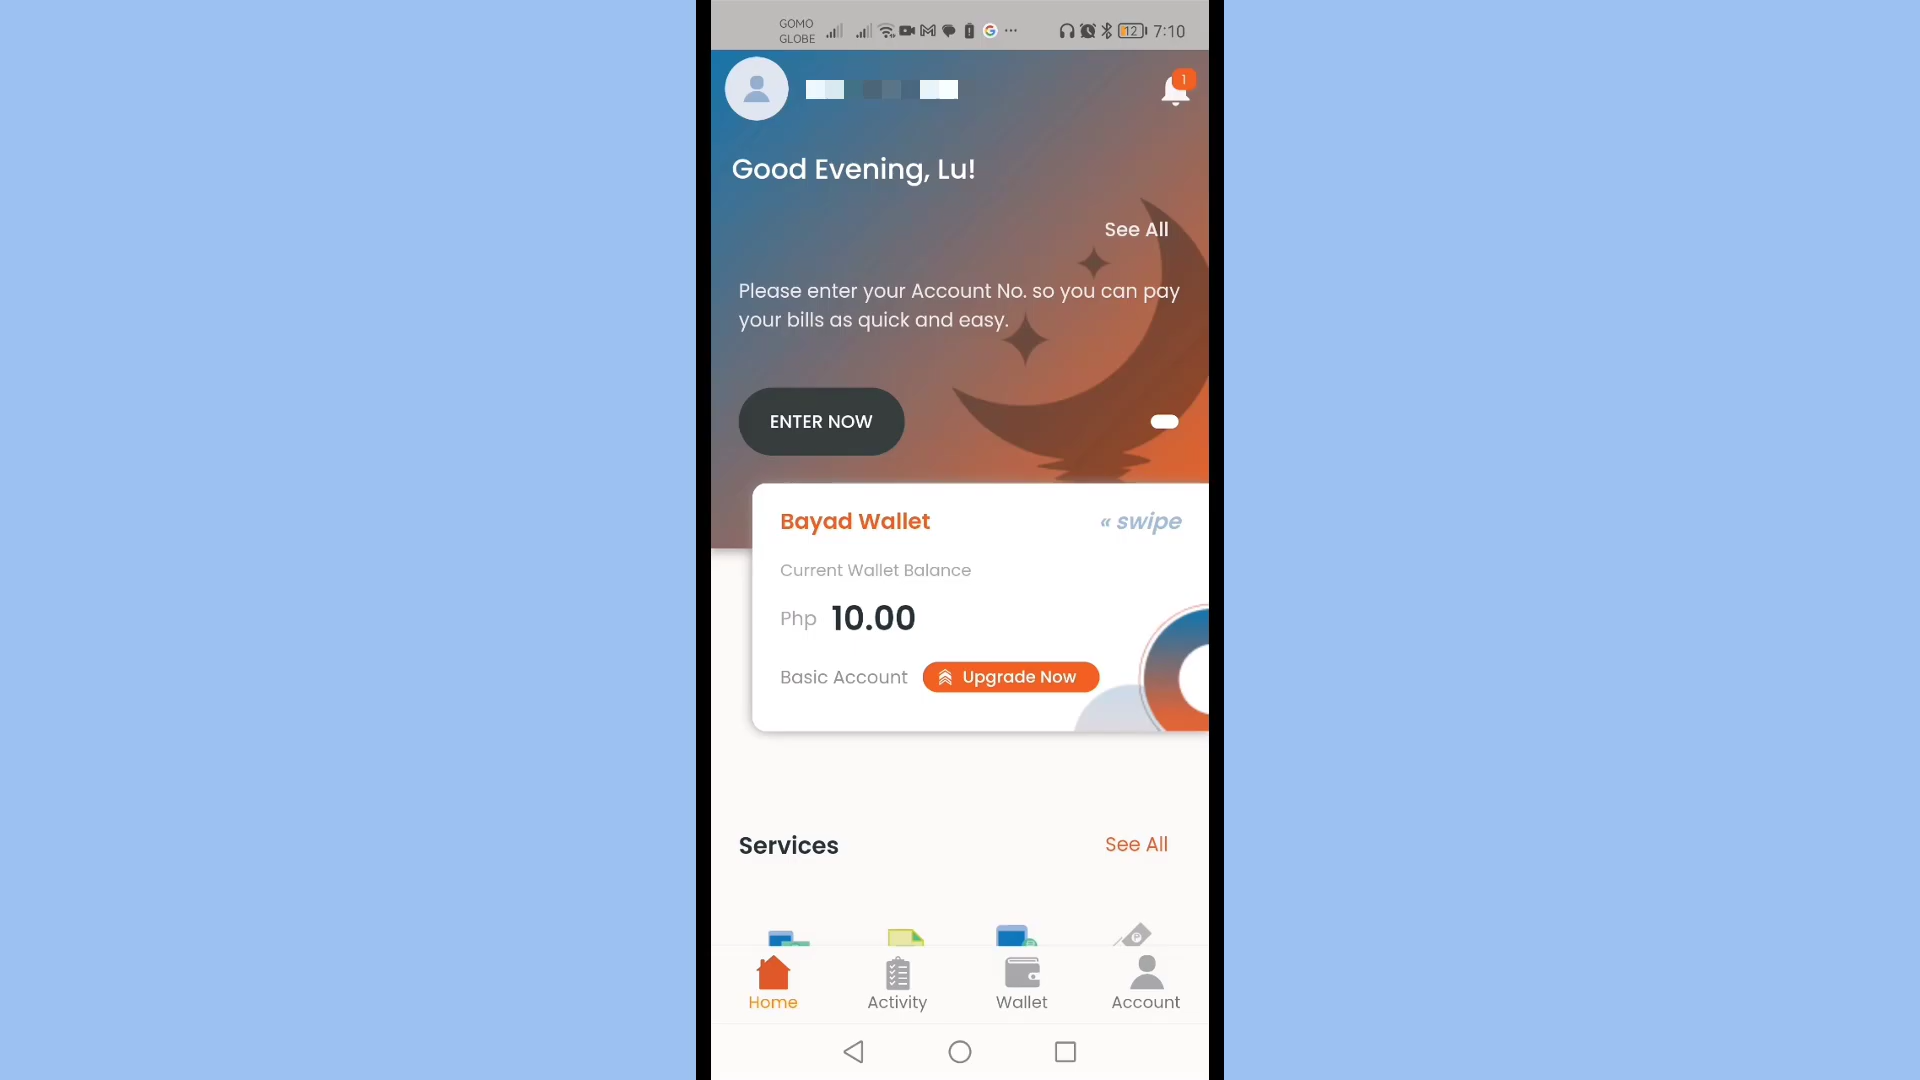 GOMO
GLOBE
12
7:10
1
Good Evening, Lu!
See All
Please enter your Account No. so you can pay
your bills as quick and easy.
ENTER NOW
Bayad Wallet
« swipe
Current Wallet Balance
Php 10.00
Basic Account
Upgrade Now
Services
See All
Home
Activity
Wallet
Account